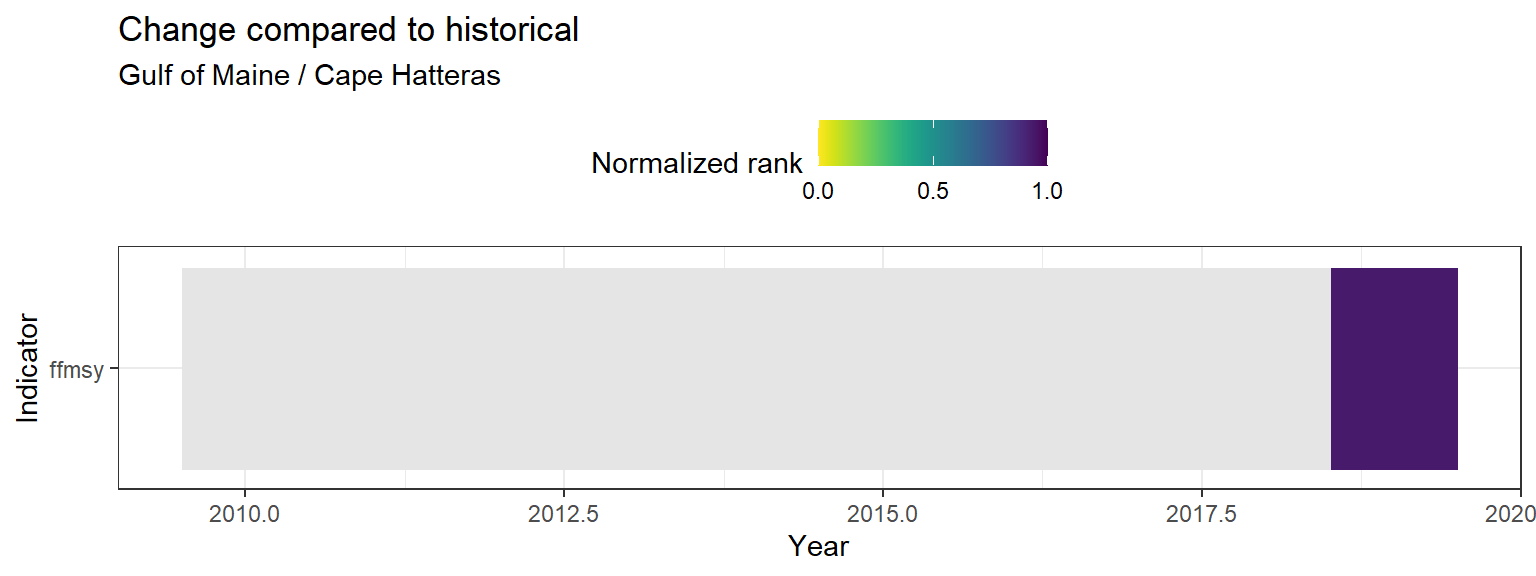 Change compared to historical
Gulf of Maine / Cape Hatteras
Normalized rank
0.0 0.5 1.0
Indicator
ffmsy
2010.0 2012.5 2015.0 2017.5 2020
Year